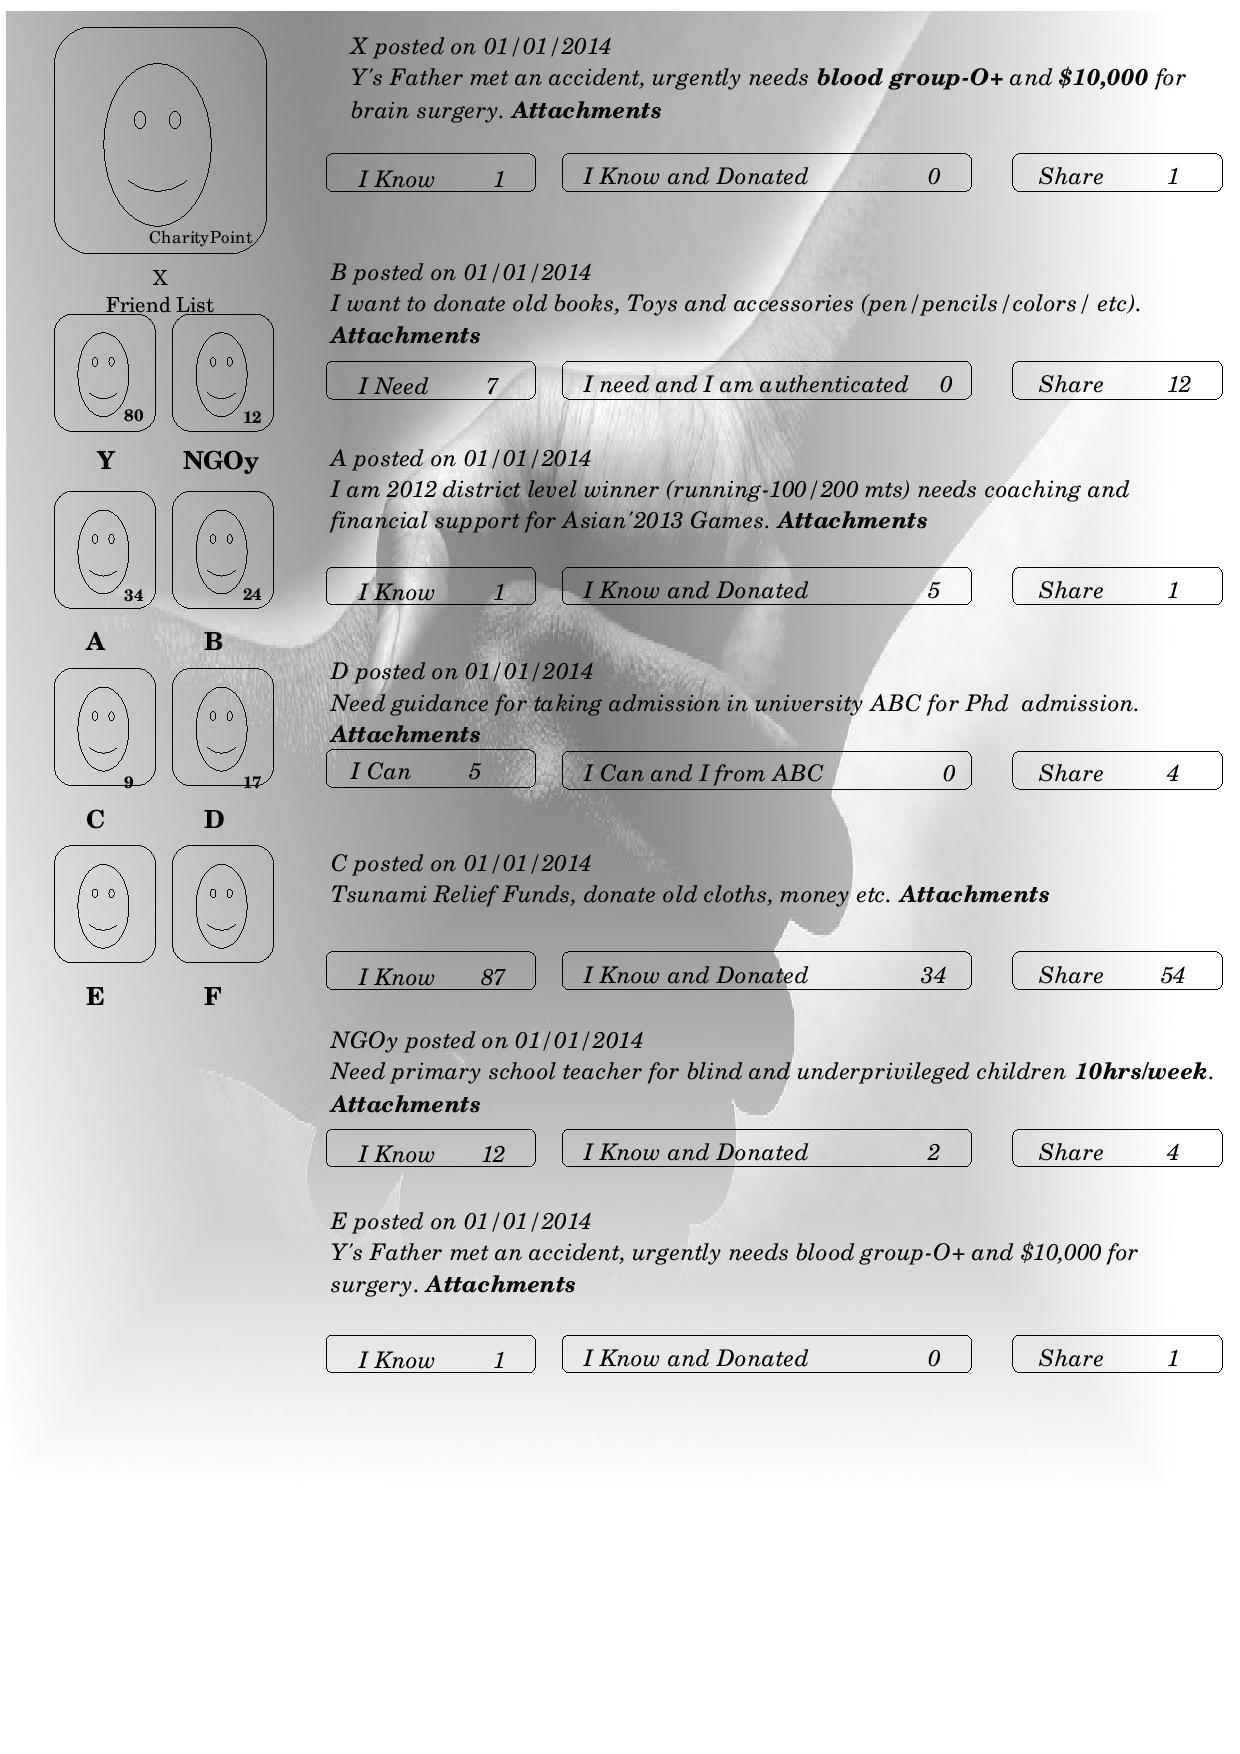 CharityPoint
X
Friend List
80
12
Y NGOy
34
24
A B
9
17
C D
E F
X posted on 01/01/2014
Y's Father met an accident, urgently needs blood group-O+ and $10,000 for
brain surgery. Attachments
I Know 1 I Know and Donated 0 Share 1
B posted on 01/01/2014
I want to donate old books, Toys and accessories (pen/pencils/colors/ etc).
Attachments
I Need 7 I need and I am authenticated 0 Share 12
A posted on 01/01/2014
I am 2012 district level winner (running-100/200 mts) needs coaching and
financial support for Asian'2013 Games. Attachments
I Know 1 I Know and Donated 5 Share 1
D posted on 01/01/2014
Need guidance for taking admission in university ABC for Phd admission.
Attachments
I Can 5 I Can and I from ABC 0 Share 4
C posted on 01/01/2014
Tsunami Relief Funds, donate old cloths, money etc. Attachments
I Know 87 I Know and Donated 34 Share 54
NGOy posted on 01/01/2014
Need primary school teacher for blind and underprivileged children 10hrs/week.
Attachments
I Know 12 I Know and Donated 2 Share 4
E posted on 01/01/2014
Y's Father met an accident, urgently needs blood group-O+ and $10,000 for
surgery. Attachments
I Know 1 I Know and Donated 0 Share 1